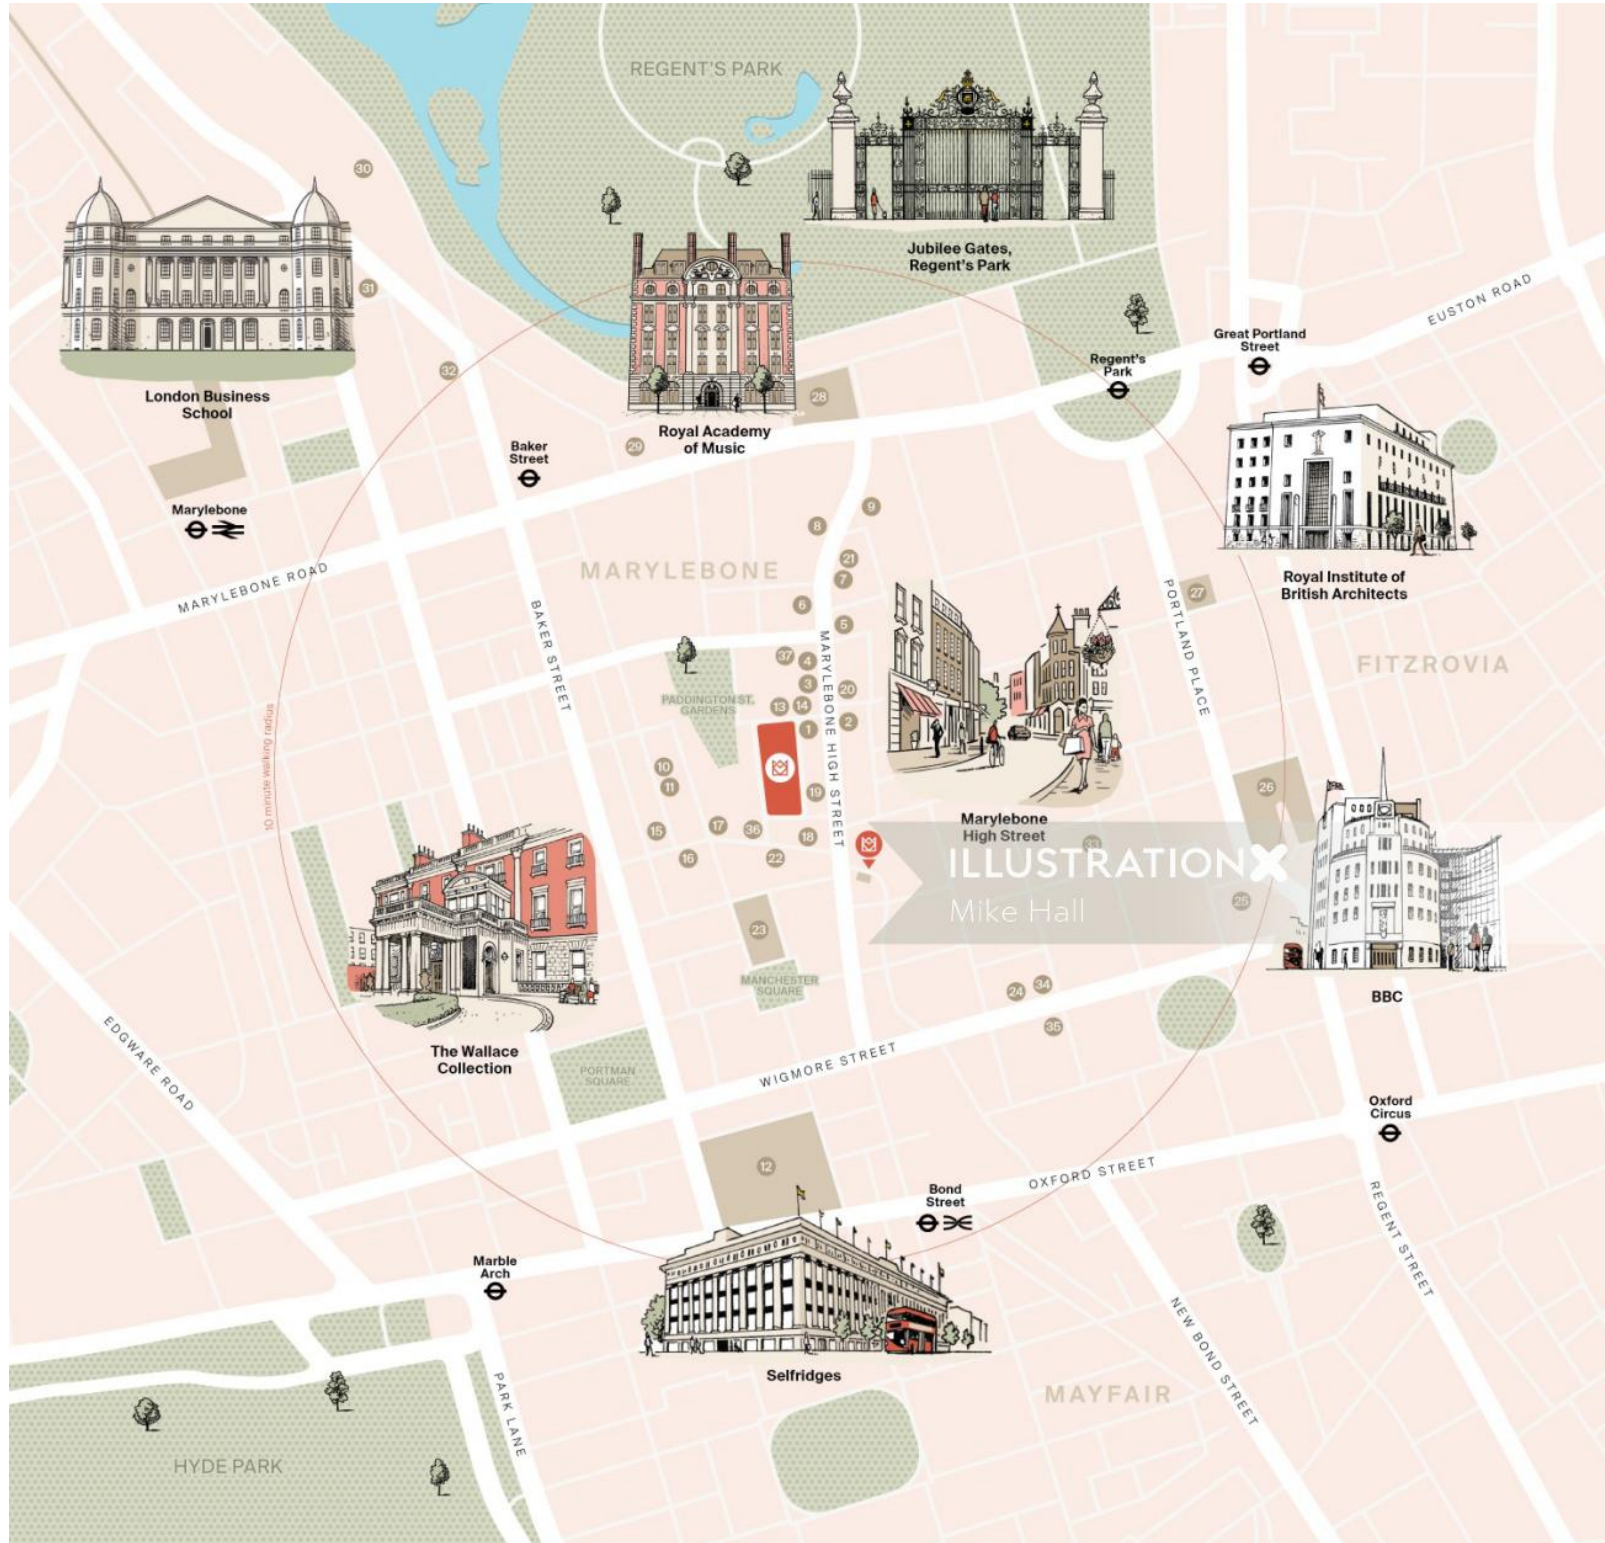 REGENT'S PARK
30
Jubilee Gates,
Regent's Park
31
EUSTON ROAD
Great Portland
Street
Regent's
Park
32
28
London Business
School
Royal Academy
of Music
29
Baker
Street
Marylebone
9
8
MARYLEBONE
21
7
MARYLEBONE ROAD
Royal Institute of
British Architects
27
6
5
BAKER STREET
PORTLAND PLACE
MARYLEBONE HIGH STREET
37
4
FITZROVIA
3
20
PADDINGTON ST.
GARDENS
13
14
2
1
10 minute walking radius
10
11
19
26
Marylebone
High Street
15
17
36
18
33
16
22
ILLUSTRATIONX
Mike Hall
25
23
MANCHESTER
SQUARE
24
34
35
BBC
EDGWARE ROAD
The Wallace
Collection
WIGMORE STREET
PORTMAN
SQUARE
Oxford
Circus
12
OXFORD STREET
Bond
Street
REGENT STREET
Marble
Arch
NEW BOND STREET
Selfridges
PARK LANE
MAYFAIR
HYDE PARK